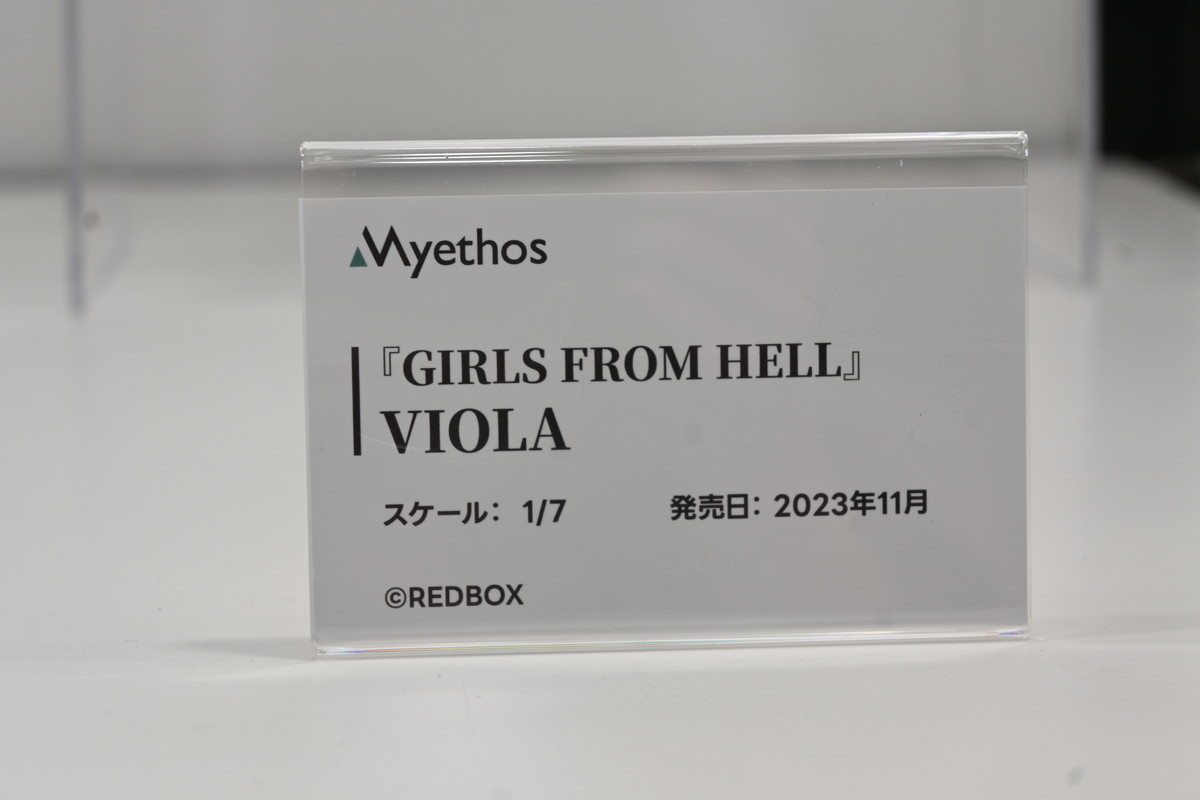 Myethos
『GIRLS FROM HELL』
VIOLA
スケール： 1/7 発売日： 2023年11月
©REDBOX